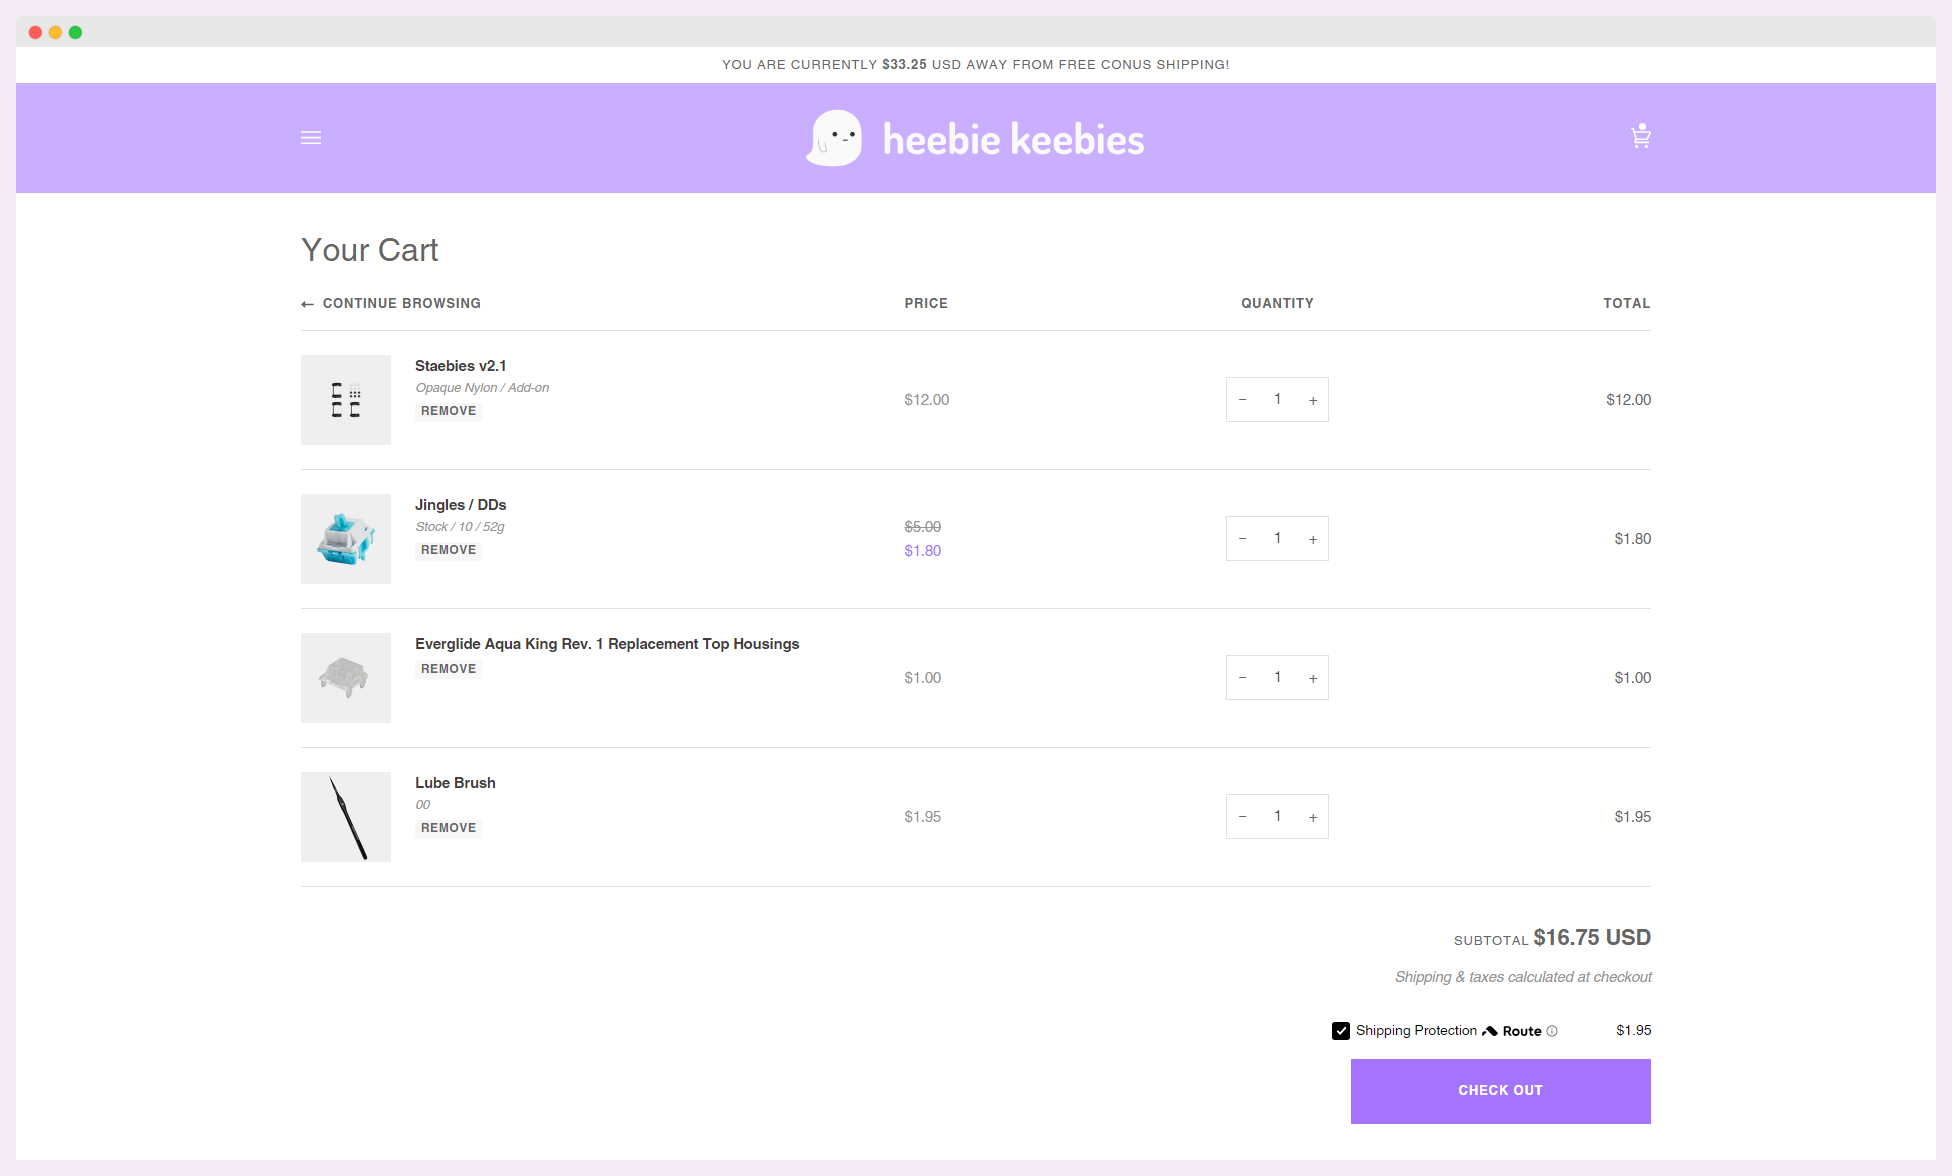 YOU ARE CURRENTLY $33.25 USD AWAY FROM FREE CONUS SHIPPING!
heebie keebies
Your Cart
← CONTINUE BROWSING PRICE QUANTITY TOTAL
Staebies v2.1
Opaque Nylon / Add-on
REMOVE
$12.00 − 1 + $12.00
Jingles / DDs
Stock / 10 / 52g
REMOVE
$5.00
$1.80
− 1 + $1.80
Everglide Aqua King Rev. 1 Replacement Top Housings
REMOVE
$1.00 − 1 + $1.00
Lube Brush
00
REMOVE
$1.95 − 1 + $1.95
SUBTOTAL $16.75 USD
Shipping & taxes calculated at checkout
Shipping Protection Route $1.95
CHECK OUT